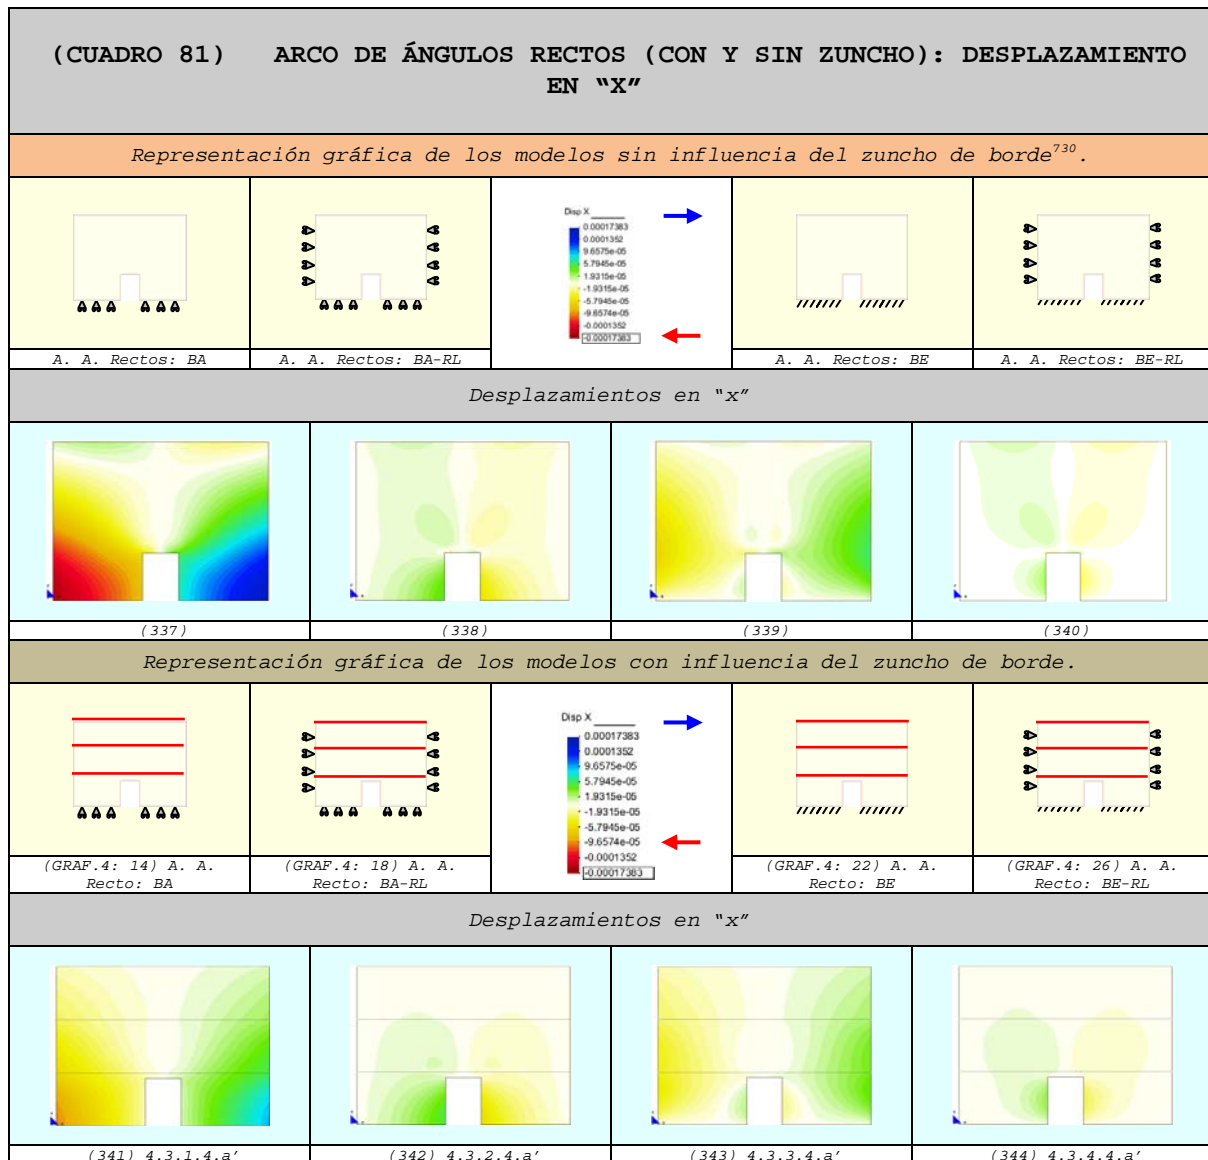 (CUADRO 81) ARCO DE ÁNGULOS RECTOS (CON Y SIN ZUNCHO): DESPLAZAMIENTO
EN “X”
Representación gráfica de los modelos sin influencia del zuncho de borde730.
Disp X
0.00017383
0.0001352
9.6575e-05
5.7945e-05
1.9315e-05
-1.9315e-05
-5.7945e-05
-9.6574e-05
-0.0001352
-0.00017383
A. A. Rectos: BA
A. A. Rectos: BA-RL
A. A. Rectos: BE
A. A. Rectos: BE-RL
Desplazamientos en “x”
(337)
(338)
(339)
(340)
Representación gráfica de los modelos con influencia del zuncho de borde.
Disp X
0.00017383
0.0001352
9.6575e-05
5.7945e-05
1.9315e-05
-1.9315e-05
-5.7945e-05
-9.6574e-05
-0.0001352
-0.00017383
(GRAF.4: 14) A. A.
Recto: BA
(GRAF.4: 18) A. A.
Recto: BA-RL
(GRAF.4: 22) A. A.
Recto: BE
(GRAF.4: 26) A. A.
Recto: BE-RL
Desplazamientos en “x”
(341) 4.3.1.4.a’
(342) 4.3.2.4.a’
(343) 4.3.3.4.a’
(344) 4.3.4.4.a’